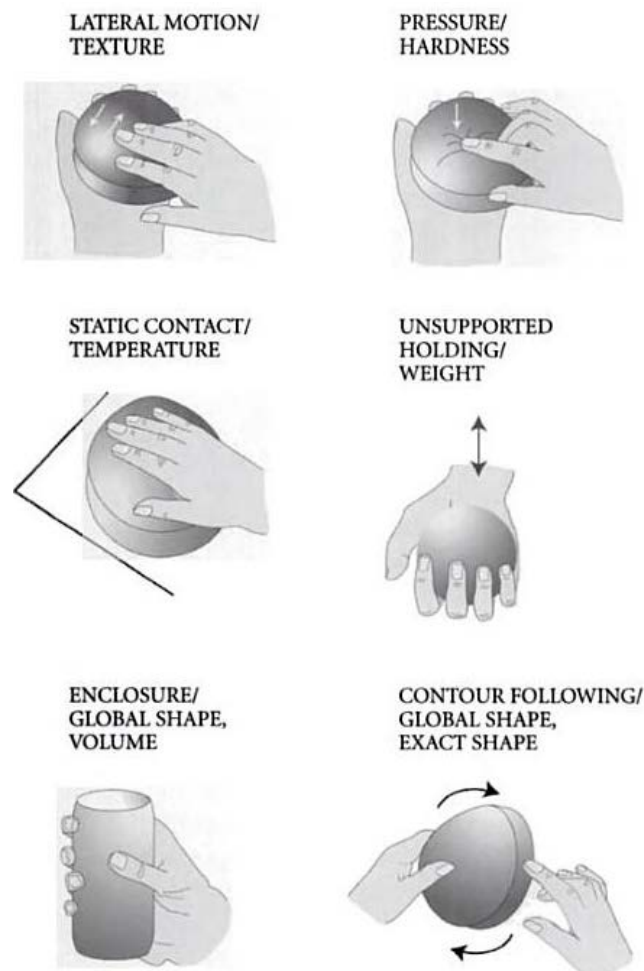 LATERAL MOTION/
TEXTURE
PRESSURE/
HARDNESS
STATIC CONTACT/
TEMPERATURE
UNSUPPORTED
HOLDING/
WEIGHT
ENCLOSURE/
GLOBAL SHAPE,
VOLUME
CONTOUR FOLLOWING/
GLOBAL SHAPE,
EXACT SHAPE